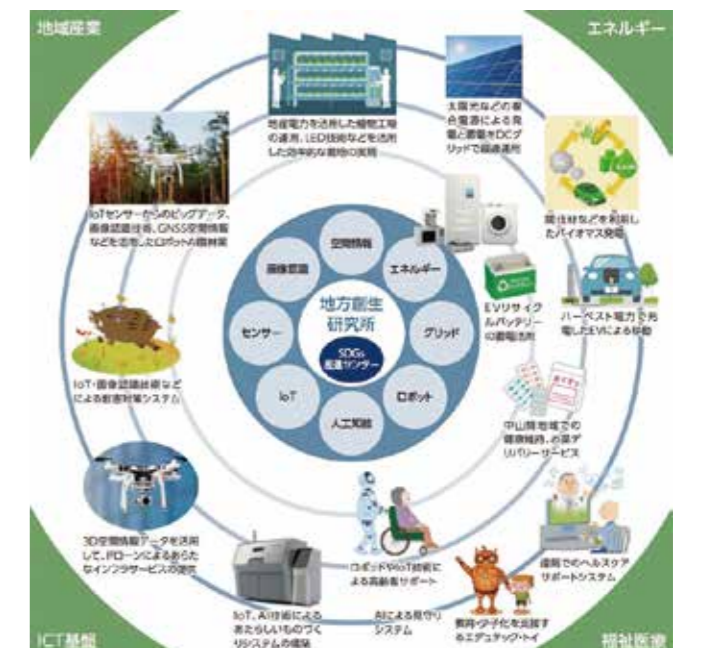 地域産業
エネルギー
地産電力を活用した植物工場
の運用、LED技術などを活用
した効率的な栽培の実現
太陽光などの複
合電源による発
電と蓄電をDCグ
リッドで最適運用
IoTセンサーからのビッグデータ、
画像認識技術、GNSS空間情報
などを活用したロボットAI農林業
間伐材などを利用し
たバイオマス発電
空間情報
画像認識
エネルギー
センサー
グリッド
IoT
ロボット
人工知能
地方創生
研究所
SDGs
推進センター
EVリサイク
ルバッテリー
の蓄電活用
ハーベスト電力で充
電したEVによる移動
IoT・画像認識技術など
による獣害対策システム
おくすり
中山間地域での
健康維持、お薬デ
リバリーサービス
3D空間情報データを活用
して、ドローンによるあらた
なインフラサービスの提供
ロボットやIoT技術に
よる高齢者サポート
遠隔でのヘルスケア
サポートシステム
IoT、AI技術による
あたらしいものづく
りシステムの構築
AIによる見守り
システム
教育・少子化を支援す
るエデュテック・トイ
ICT基盤
福祉医療